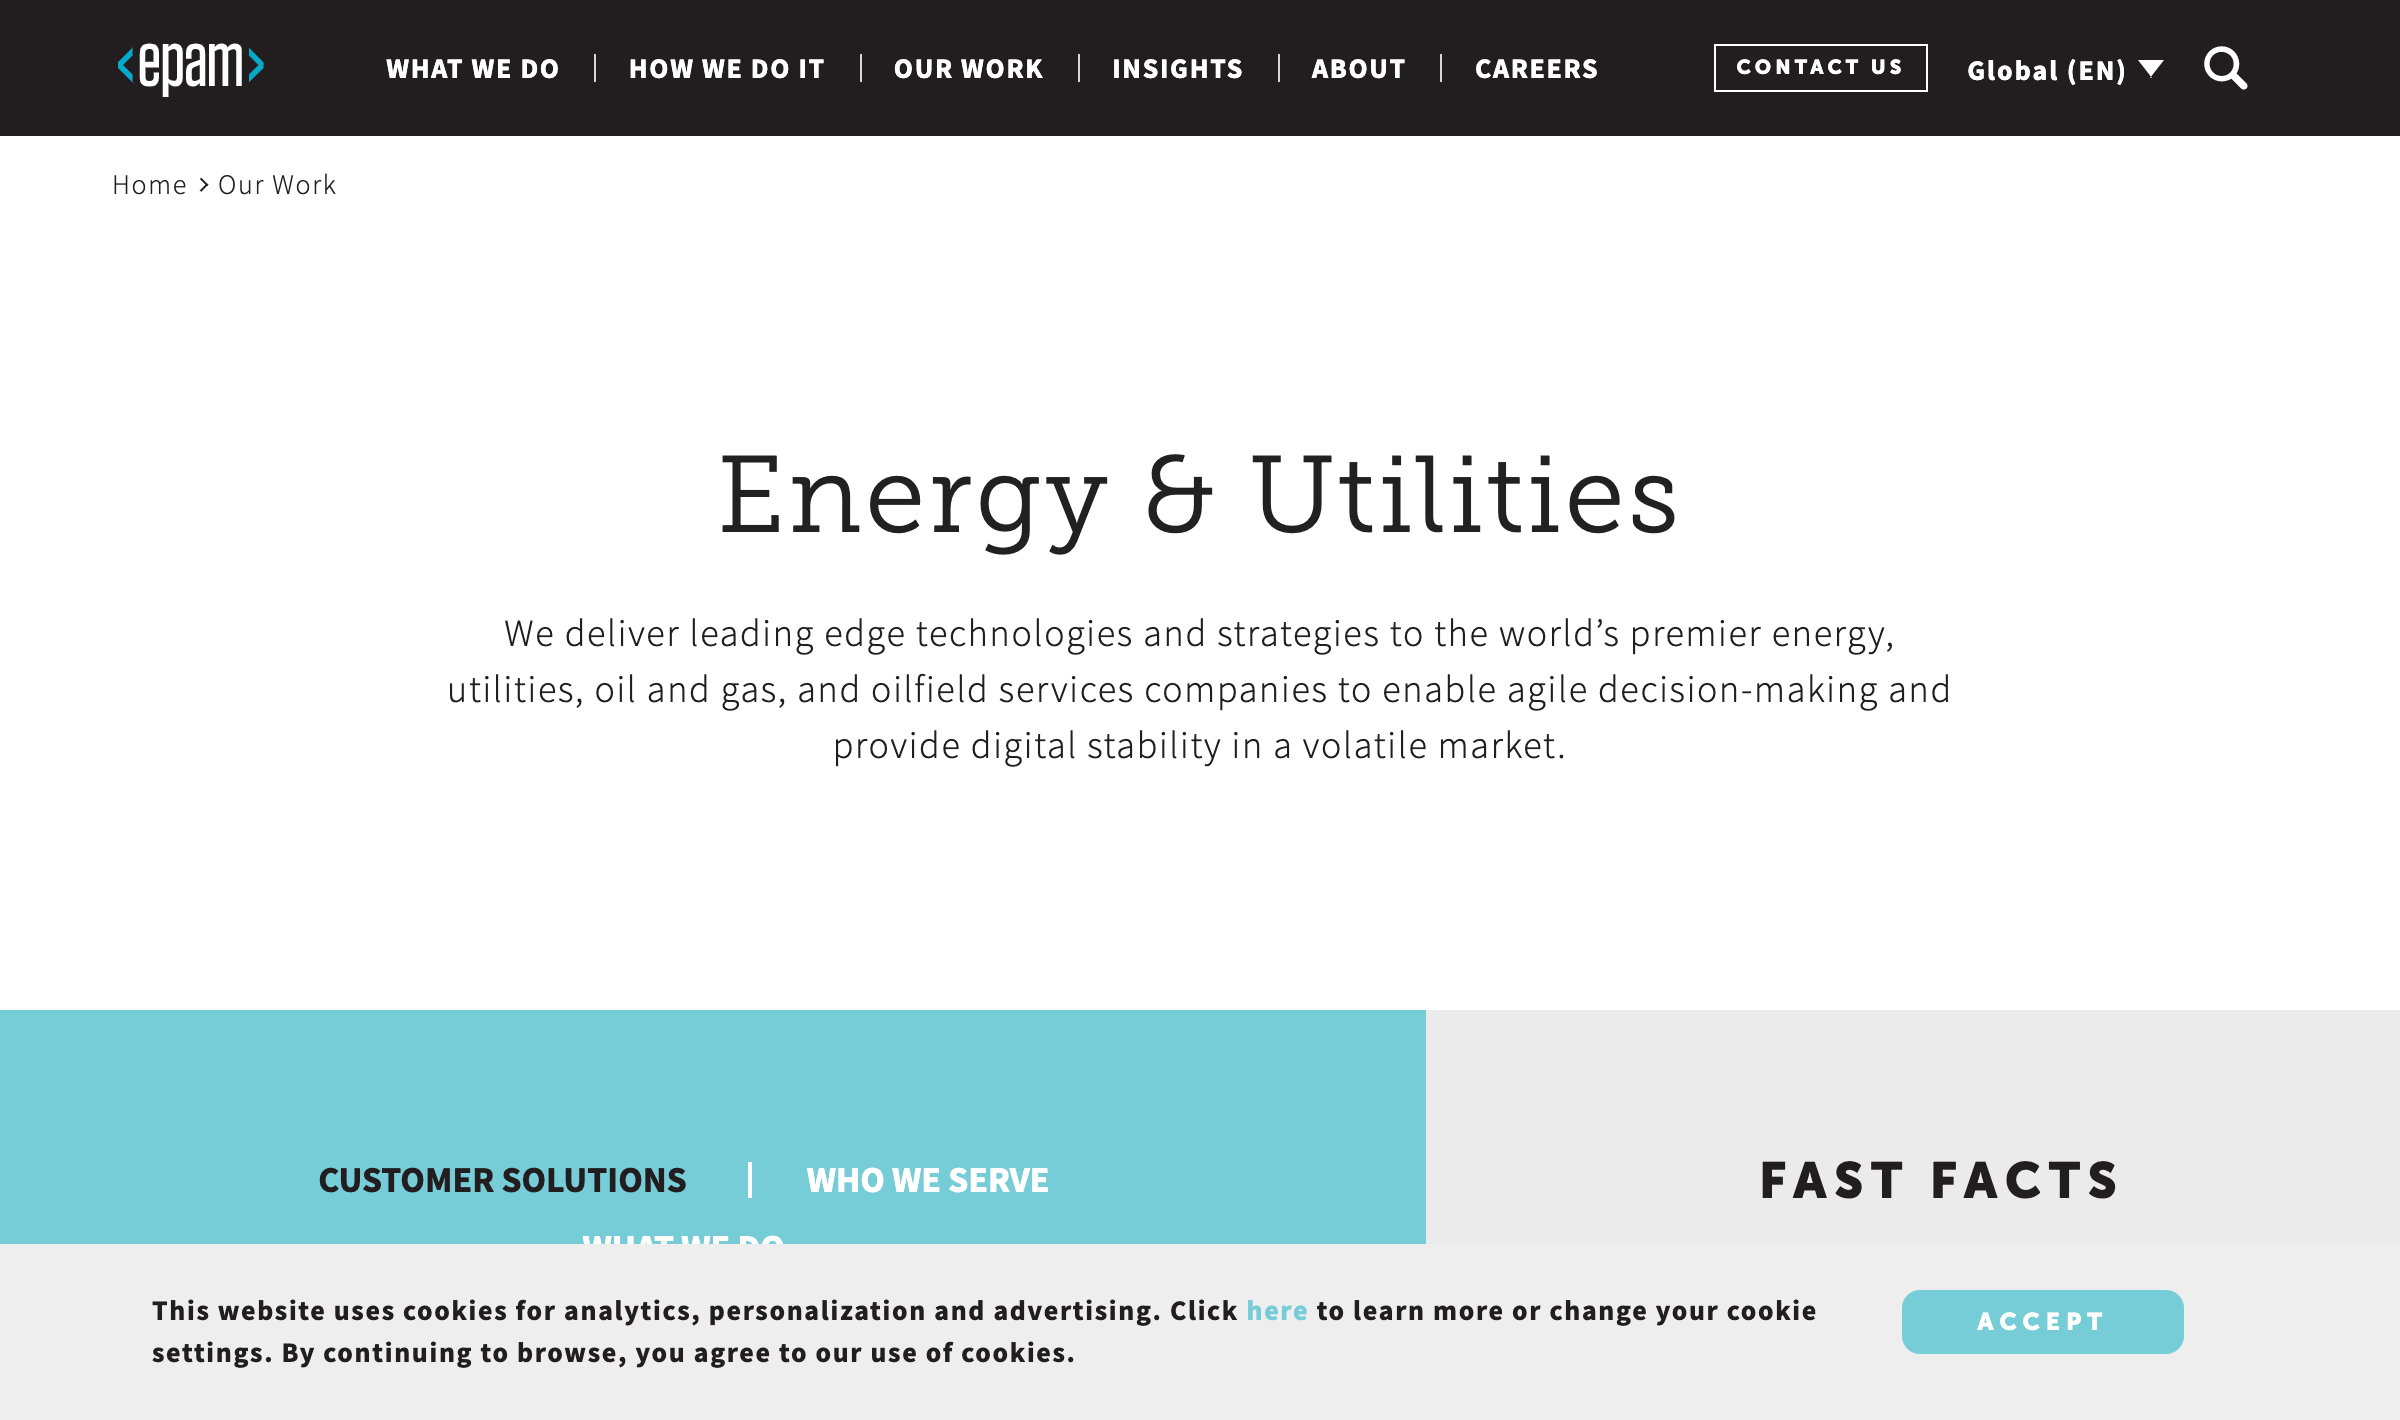 <epam>
WHAT WE DO | HOW WE DO IT | OUR WORK | INSIGHTS | ABOUT | CAREERS
CONTACT US
Global (EN)
Home > Our Work
Energy & Utilities
We deliver leading edge technologies and strategies to the world’s premier energy,
utilities, oil and gas, and oilfield services companies to enable agile decision-making and
provide digital stability in a volatile market.
CUSTOMER SOLUTIONS | WHO WE SERVE
WHAT WE DO
FAST FACTS
This website uses cookies for analytics, personalization and advertising. Click here to learn more or change your cookie
settings. By continuing to browse, you agree to our use of cookies.
ACCEPT